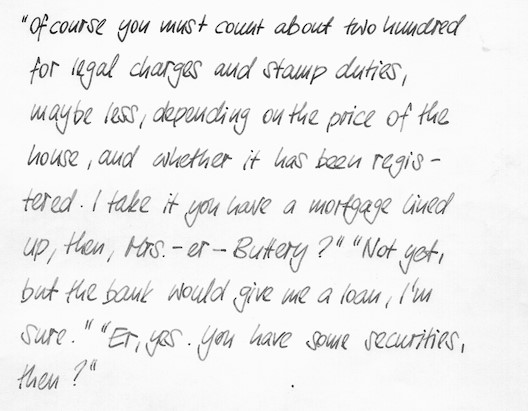 "Of course you must count about two hundred
for legal charges and stamp duties,
maybe less, depending on the price of the
house, and whether it has been regis-
tered. I take it you have a mortgage lined
up, then, Mrs. - er - Buttery?" "Not yet,
but the bank would give me a loan, I'm
sure." "Er, yes. You have some securities,
then?"